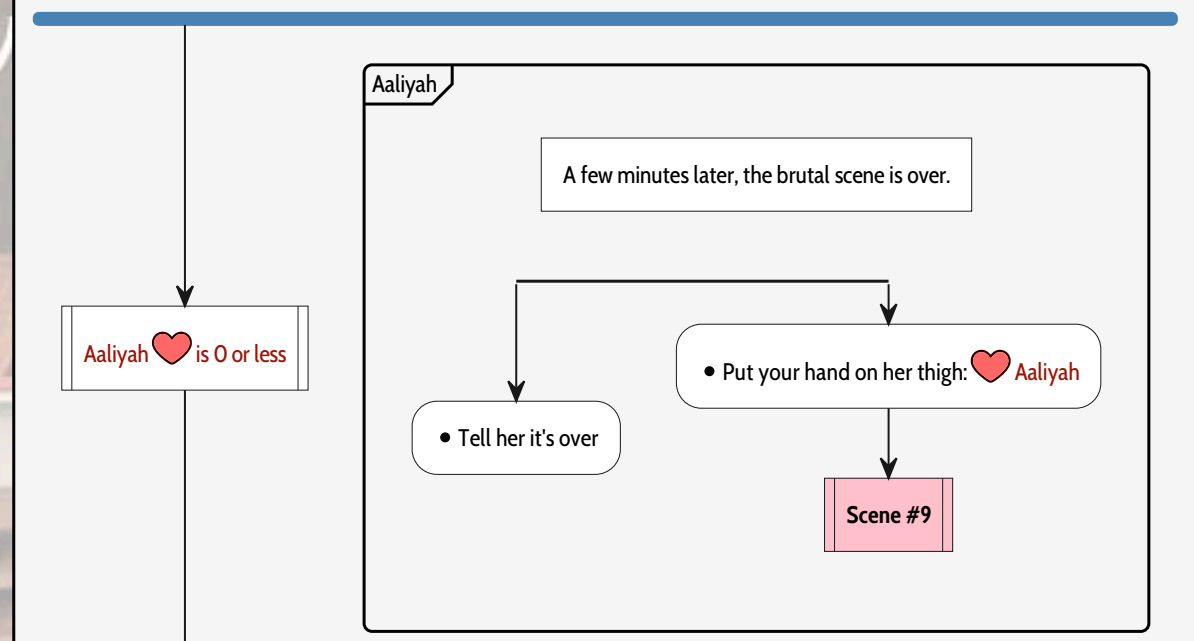 Aaliyah
A few minutes later, the brutal scene is over.
Aaliyah is 0 or less
• Put your hand on her thigh: Aaliyah
• Tell her it's over
Scene #9